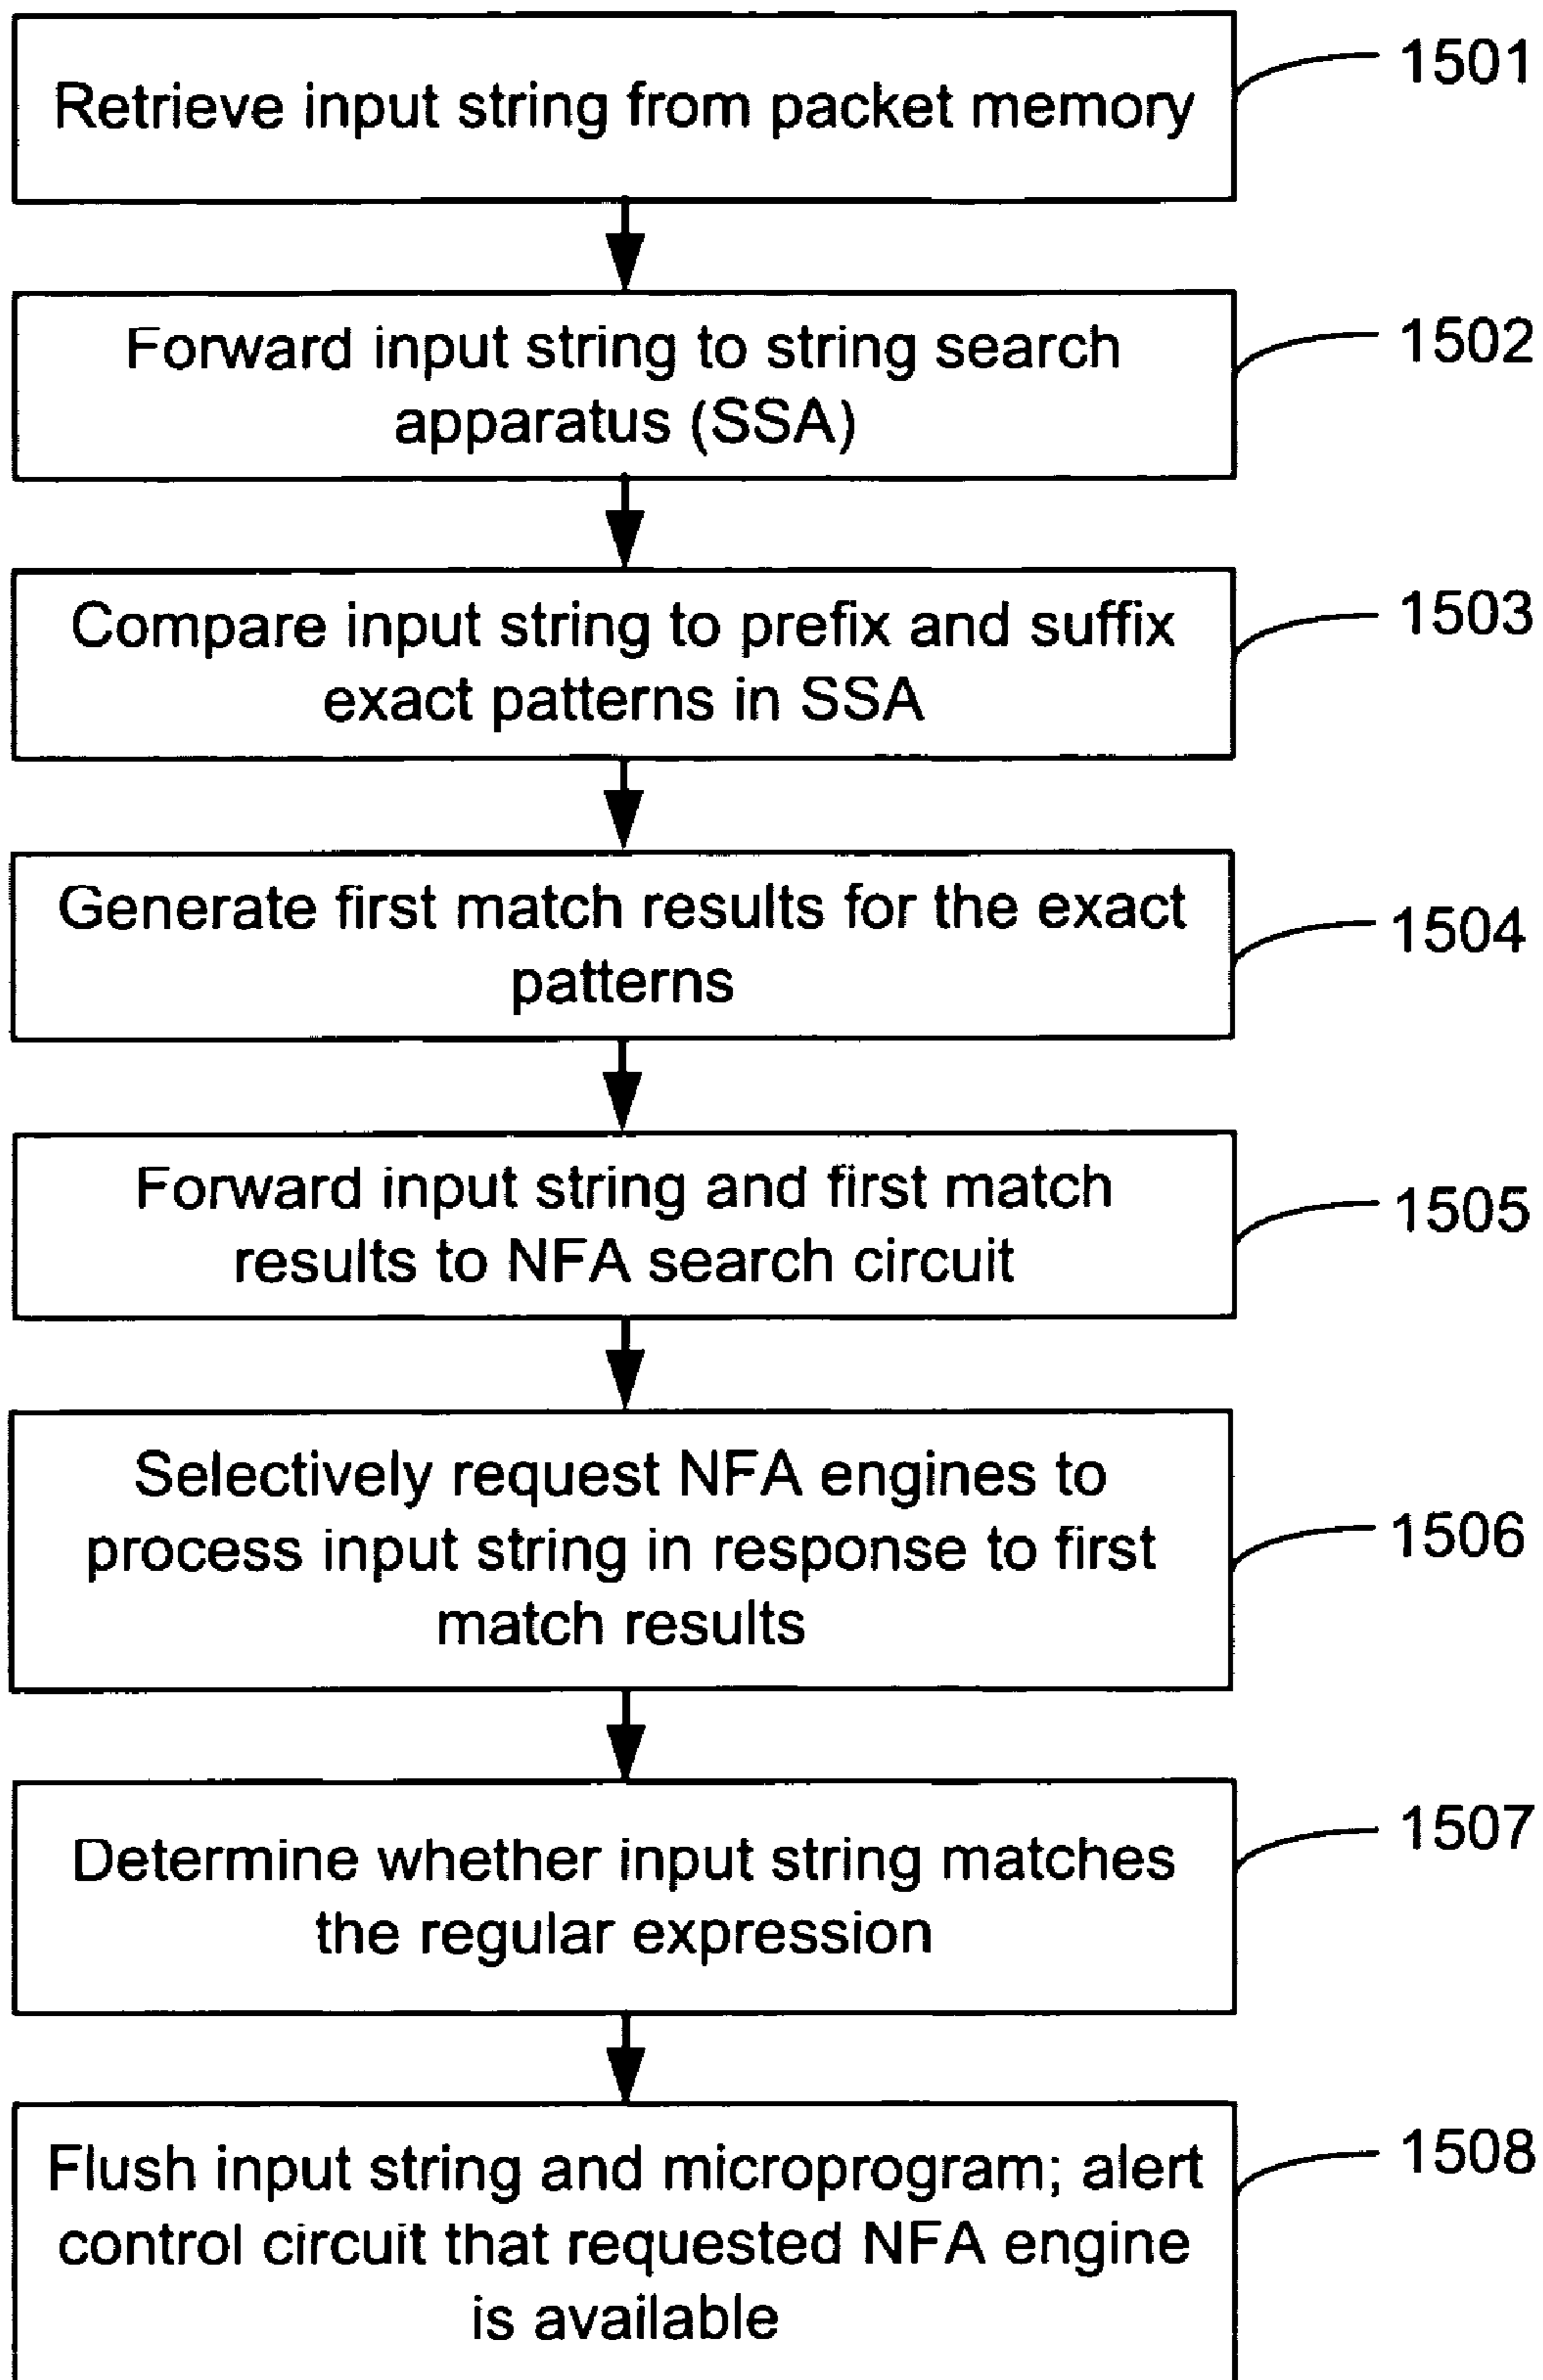 Retrieve input string from packet memory
1501
Forward input string to string search
apparatus (SSA)
1502
Compare input string to prefix and suffix
exact patterns in SSA
1503
Generate first match results for the exact
patterns
1504
Forward input string and first match
results to NFA search circuit
1505
Selectively request NFA engines to
process input string in response to first
match results
1506
Determine whether input string matches
the regular expression
1507
Flush input string and microprogram; alert
control circuit that requested NFA engine
is available
1508